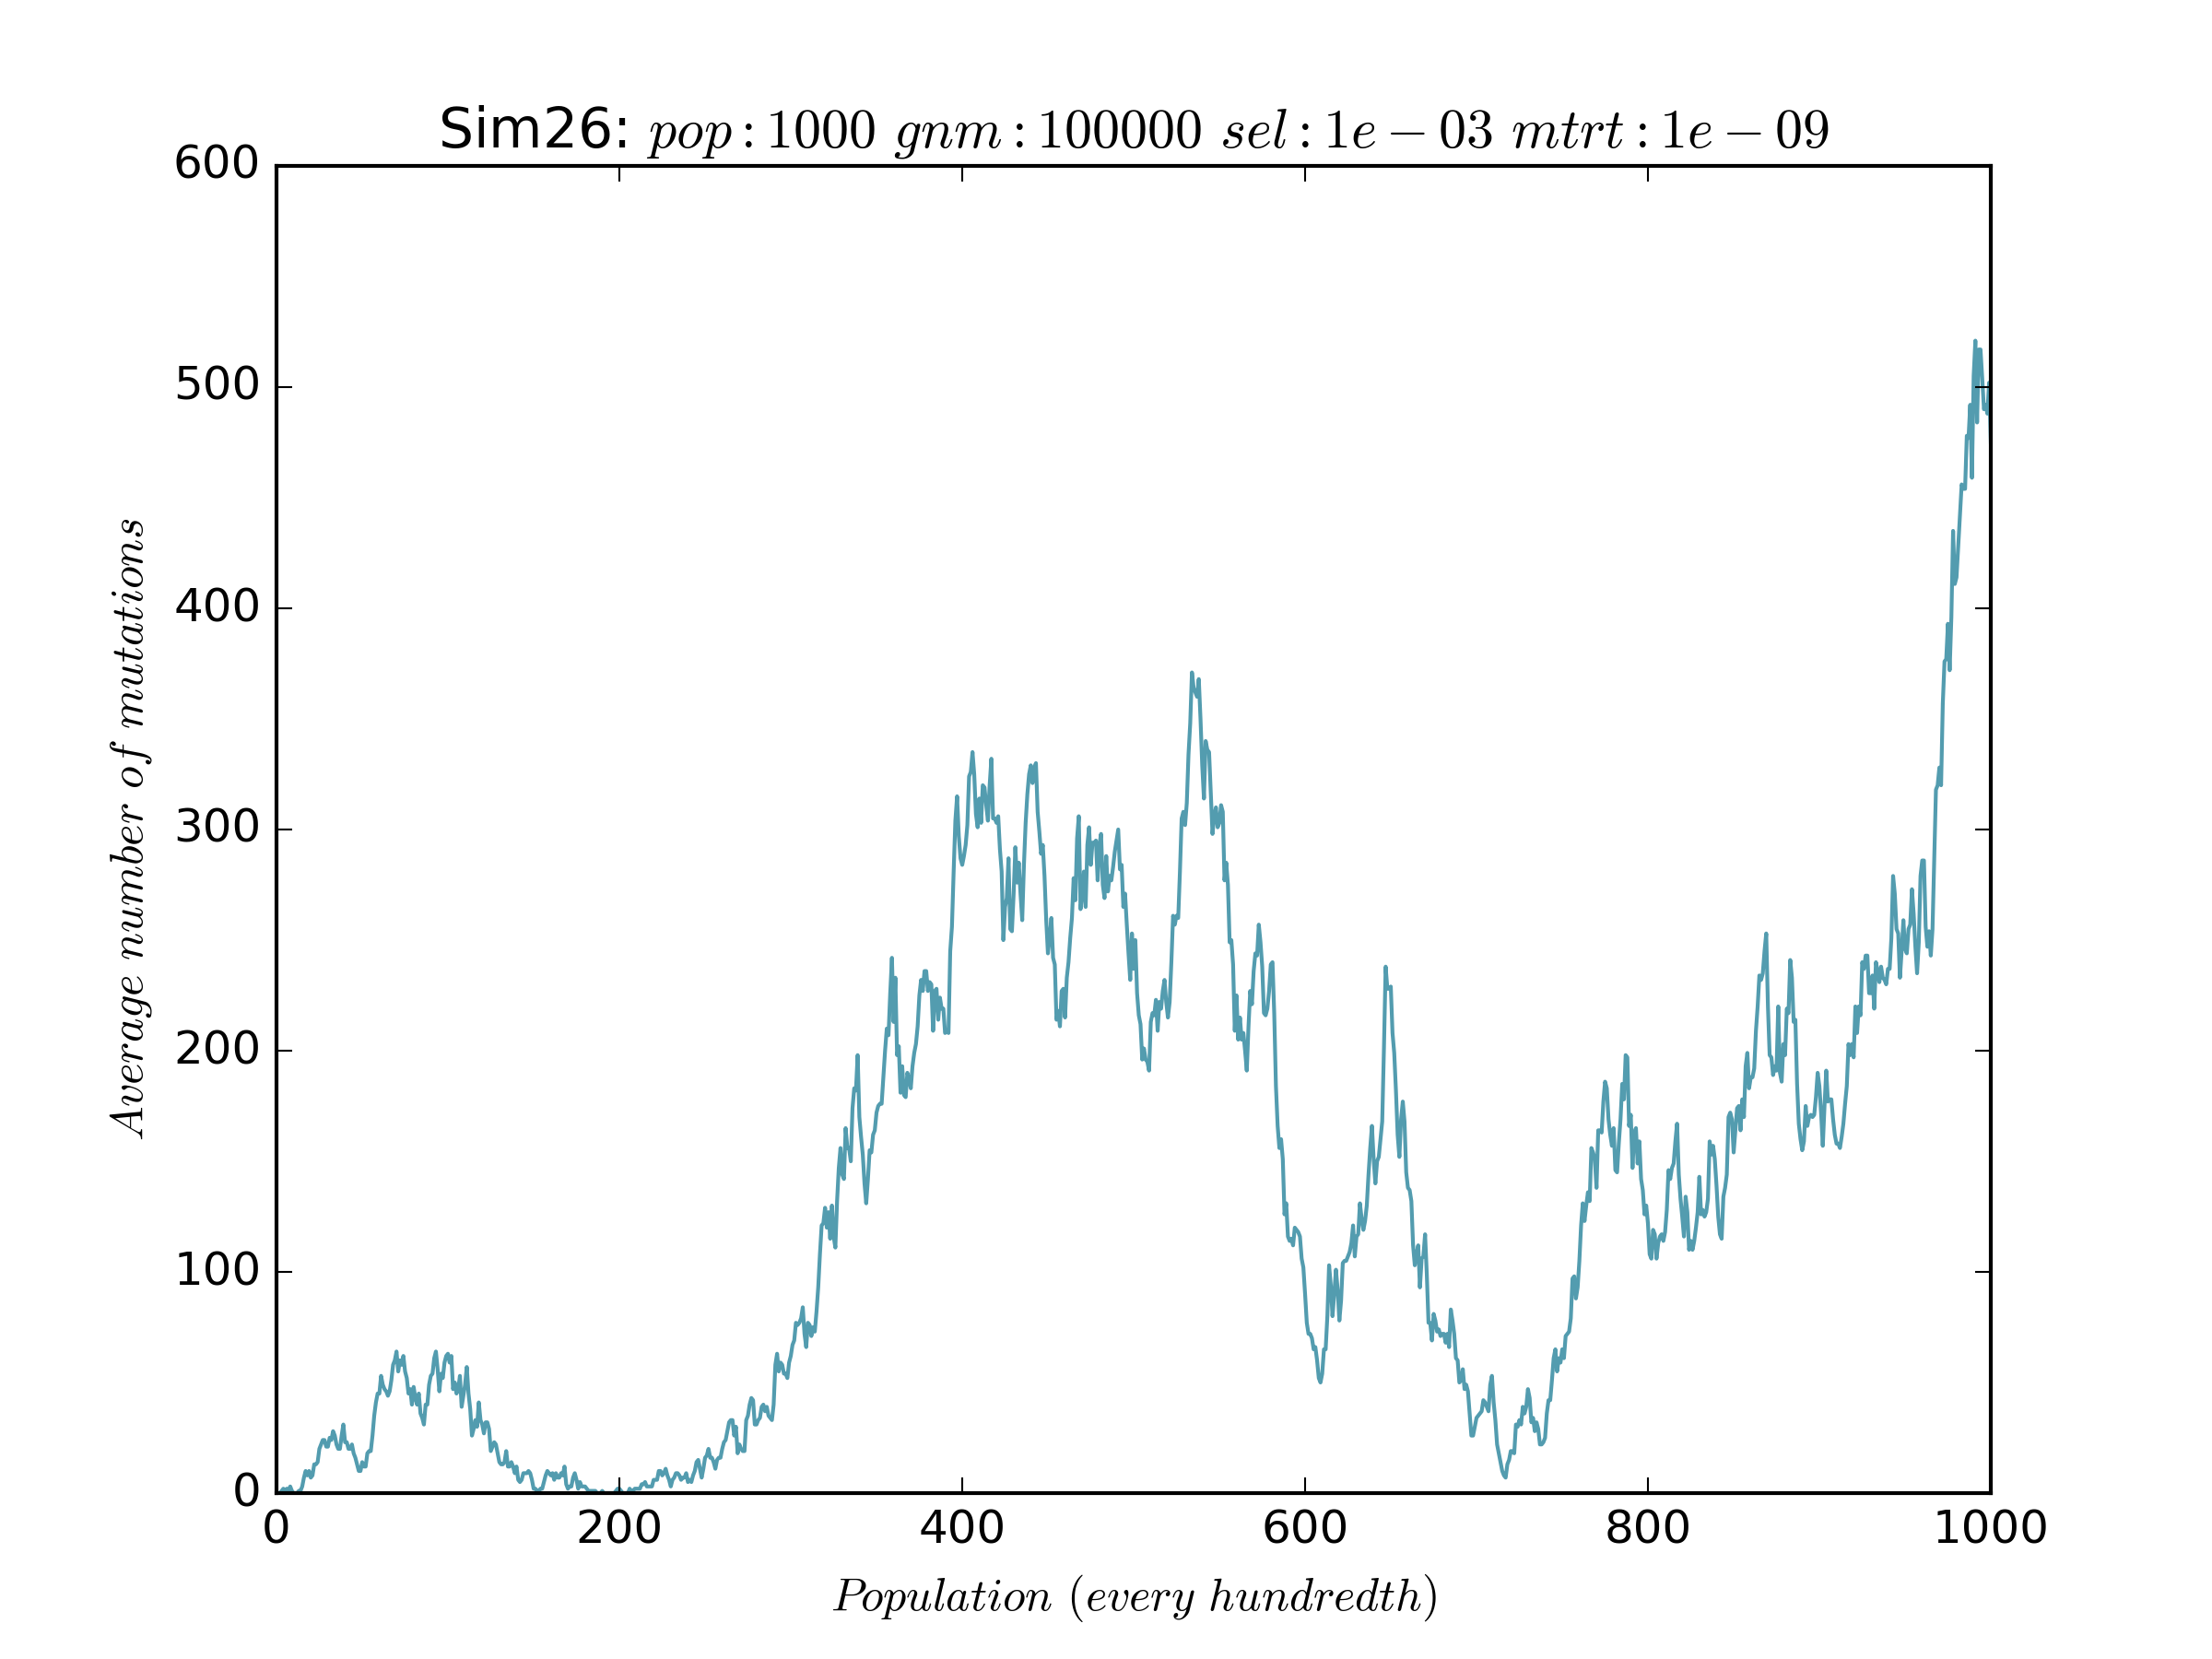 Sim26: pop : 1000 gnm : 100000 sel : 1e − 03 mtrt : 1e − 09
600
500
400
300
200
100
0
Average number of mutations
0 200 400 600 800 1000
Population (every hundredth)